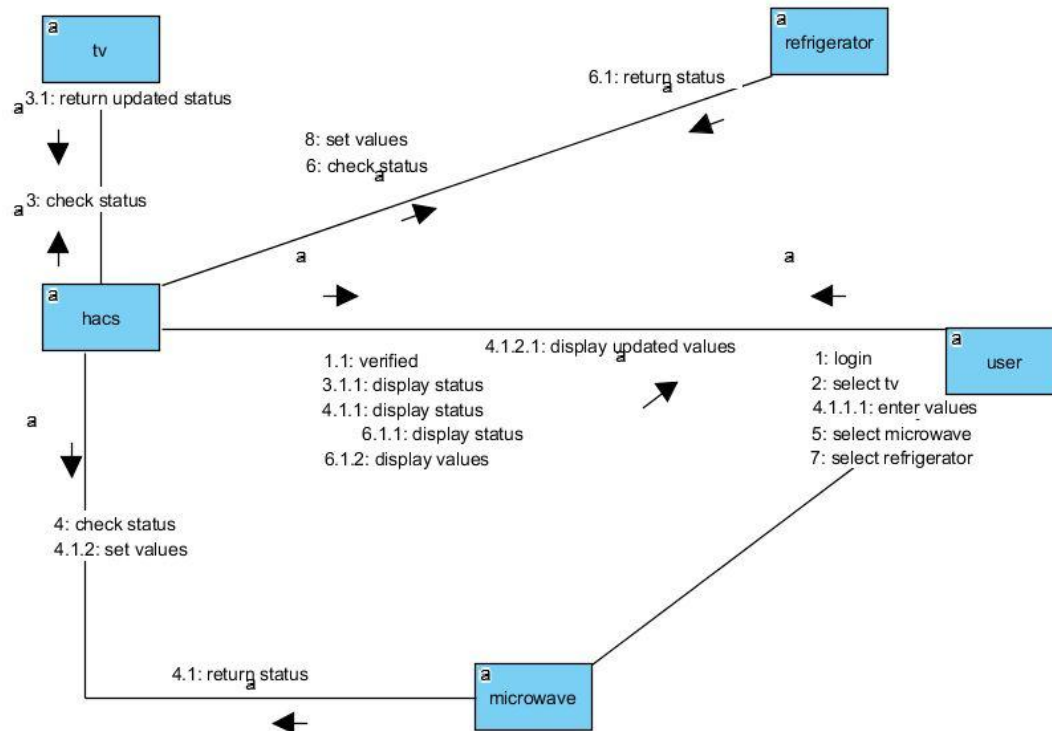 a
tv
a
refrigerator
a 3.1: return updated status
6.1: return status
a
8: set values
6: check status
a
a 3: check status
a
a
a
hacs
4.1.2.1: display updated values
a
a
user
1.1: verified
3.1.1: display status
4.1.1: display status
6.1.1: display status
6.1.2: display values
1: login
2: select tv
4.1.1.1: enter values
5: select microwave
7: select refrigerator
a
4: check status
4.1.2: set values
4.1: return status
a
a
microwave